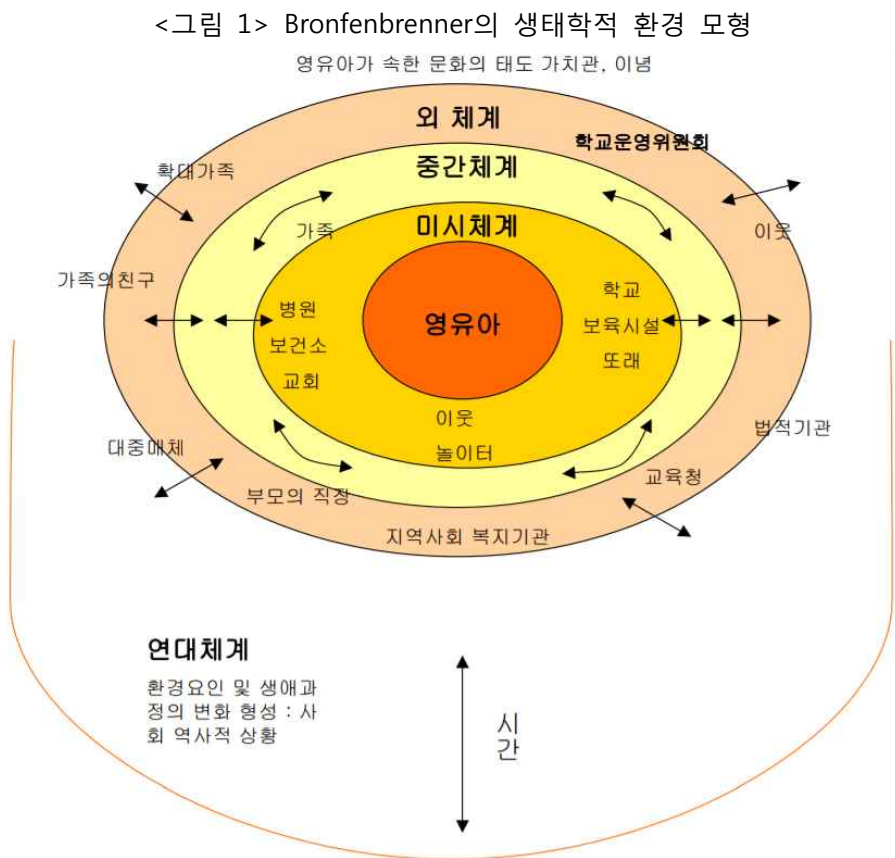 <그림 1> Bronfenbrenner의 생태학적 환경 모형
영유아가 속한 문화의 태도 가치관, 이념
외 체계
학교운영위원회
확대가족
중간체계
가족
미시체계
이웃
가족의친구
병원
보건소
교회
영유아
학교
보육시설
또래
이웃
놀이터
대중매체
법적기관
부모의 직정
교육청
지역사회 복지기관
연대체계
환경요인 및 생애과
정의 변화 형성 : 사
회 역사적 상황
시
간